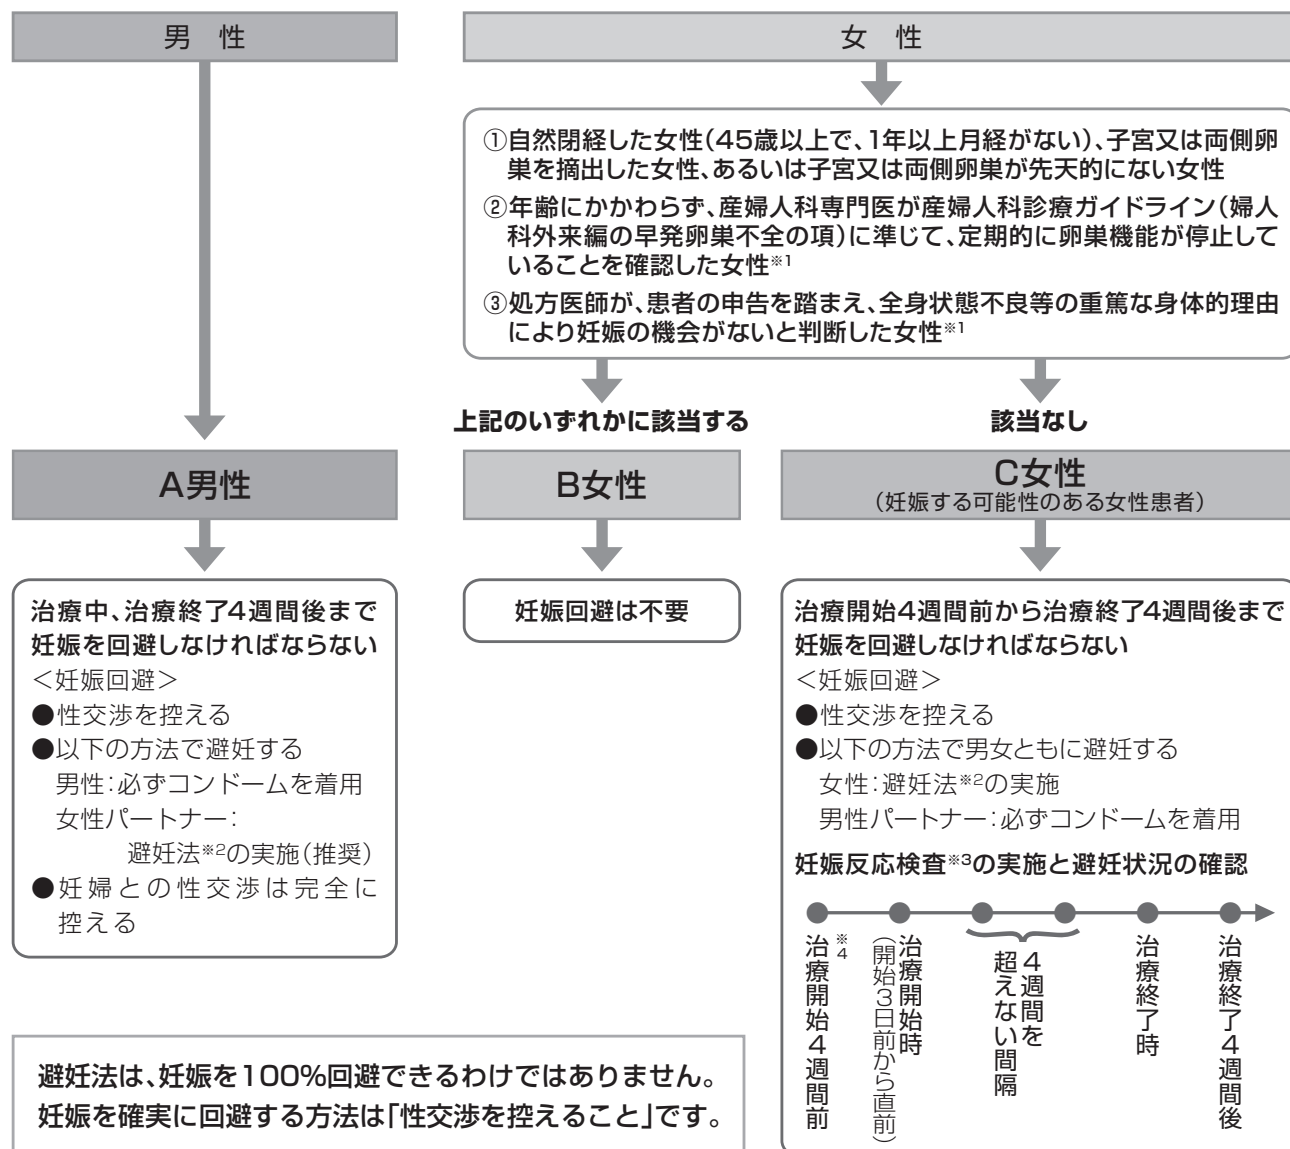 男　性
女　性
①自然閉経した女性(45歳以上で、1年以上月経がない)、子宮又は両側卵
巣を摘出した女性、あるいは子宮又は両側卵巣が先天的にない女性
②年齢にかかわらず、産婦人科専門医が産婦人科診療ガイドライン(婦人
科外来編の早発卵巣不全の項)に準じて、定期的に卵巣機能が停止して
いることを確認した女性※1
③処方医師が、患者の申告を踏まえ、全身状態不良等の重篤な身体的理由
により妊娠の機会がないと判断した女性※1
上記のいずれかに該当する
該当なし
A男性
B女性
C女性
(妊娠する可能性のある女性患者)
治療中、治療終了4週間後まで
妊娠を回避しなければならない
<妊娠回避>
●性交渉を控える
●以下の方法で避妊する
男性:必ずコンドームを着用
女性パートナー:
避妊法※2の実施(推奨)
●妊婦との性交渉は完全に
控える
妊娠回避は不要
治療開始4週間前から治療終了4週間後まで
妊娠を回避しなければならない
<妊娠回避>
●性交渉を控える
●以下の方法で男女ともに避妊する
女性:避妊法※2の実施
男性パートナー:必ずコンドームを着用
妊娠反応検査※3の実施と避妊状況の確認
治療開始4週間前※4
治療開始時
(開始3日前から直前)
4週間を
超えない間隔
治療終了時
治療終了4週間後
避妊法は、妊娠を100%回避できるわけではありません。
妊娠を確実に回避する方法は「性交渉を控えること」です。